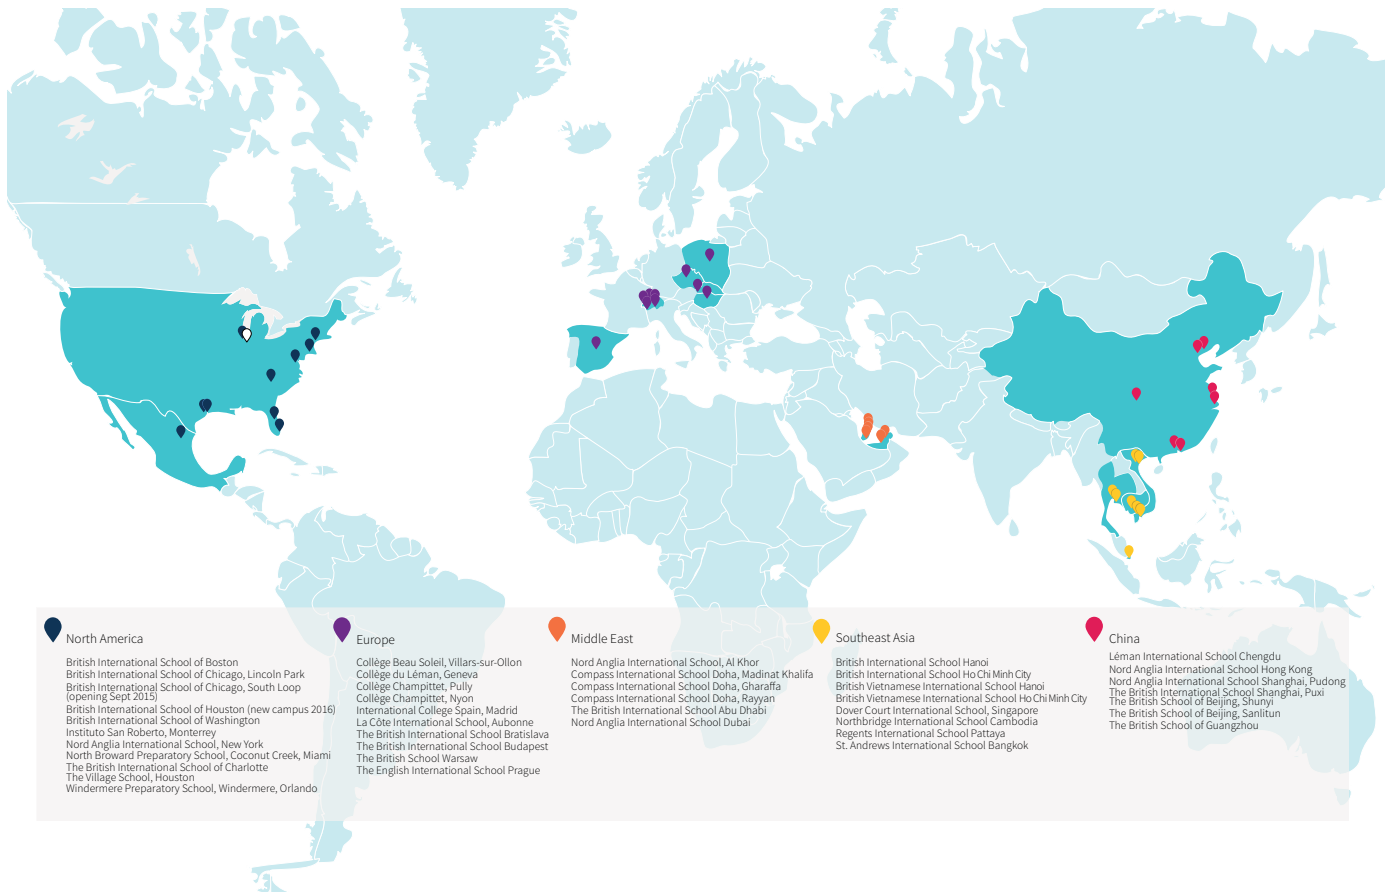 North America
British International School of Boston
British International School of Chicago, Lincoln Park
British International School of Chicago, South Loop
(opening Sept 2015)
British International School of Houston (new campus 2016)
British International School of Washington
Instituto San Roberto, Monterrey
Nord Anglia International School, New York
North Broward Preparatory School, Coconut Creek, Miami
The British International School of Charlotte
The Village School, Houston
Windermere Preparatory School, Windermere, Orlando
Europe
Collège Beau Soleil, Villars-sur-Ollon
Collège du Léman, Geneva
Collège Champittet, Pully
Collège Champittet, Nyon
International College Spain, Madrid
La Côte International School, Aubonne
The British International School Bratislava
The British International School Budapest
The British School Warsaw
The English International School Prague
Middle East
Nord Anglia International School, Al Khor
Compass International School Doha, Madinat Khalifa
Compass International School Doha, Gharaffa
Compass International School Doha, Rayyan
The British International School Abu Dhabi
Nord Anglia International School Dubai
Southeast Asia
British International School Hanoi
British International School Ho Chi Minh City
British Vietnamese International School Hanoi
British Vietnamese International School Ho Chi Minh City
Dover Court International School, Singapore
Northbridge International School Cambodia
Regents International School Pattaya
St. Andrews International School Bangkok
China
Léman International School Chengdu
Nord Anglia International School Hong Kong
Nord Anglia International School Shanghai, Pudong
The British International School Shanghai, Puxi
The British School of Beijing, Shunyi
The British School of Beijing, Sanlitun
The British School of Guangzhou